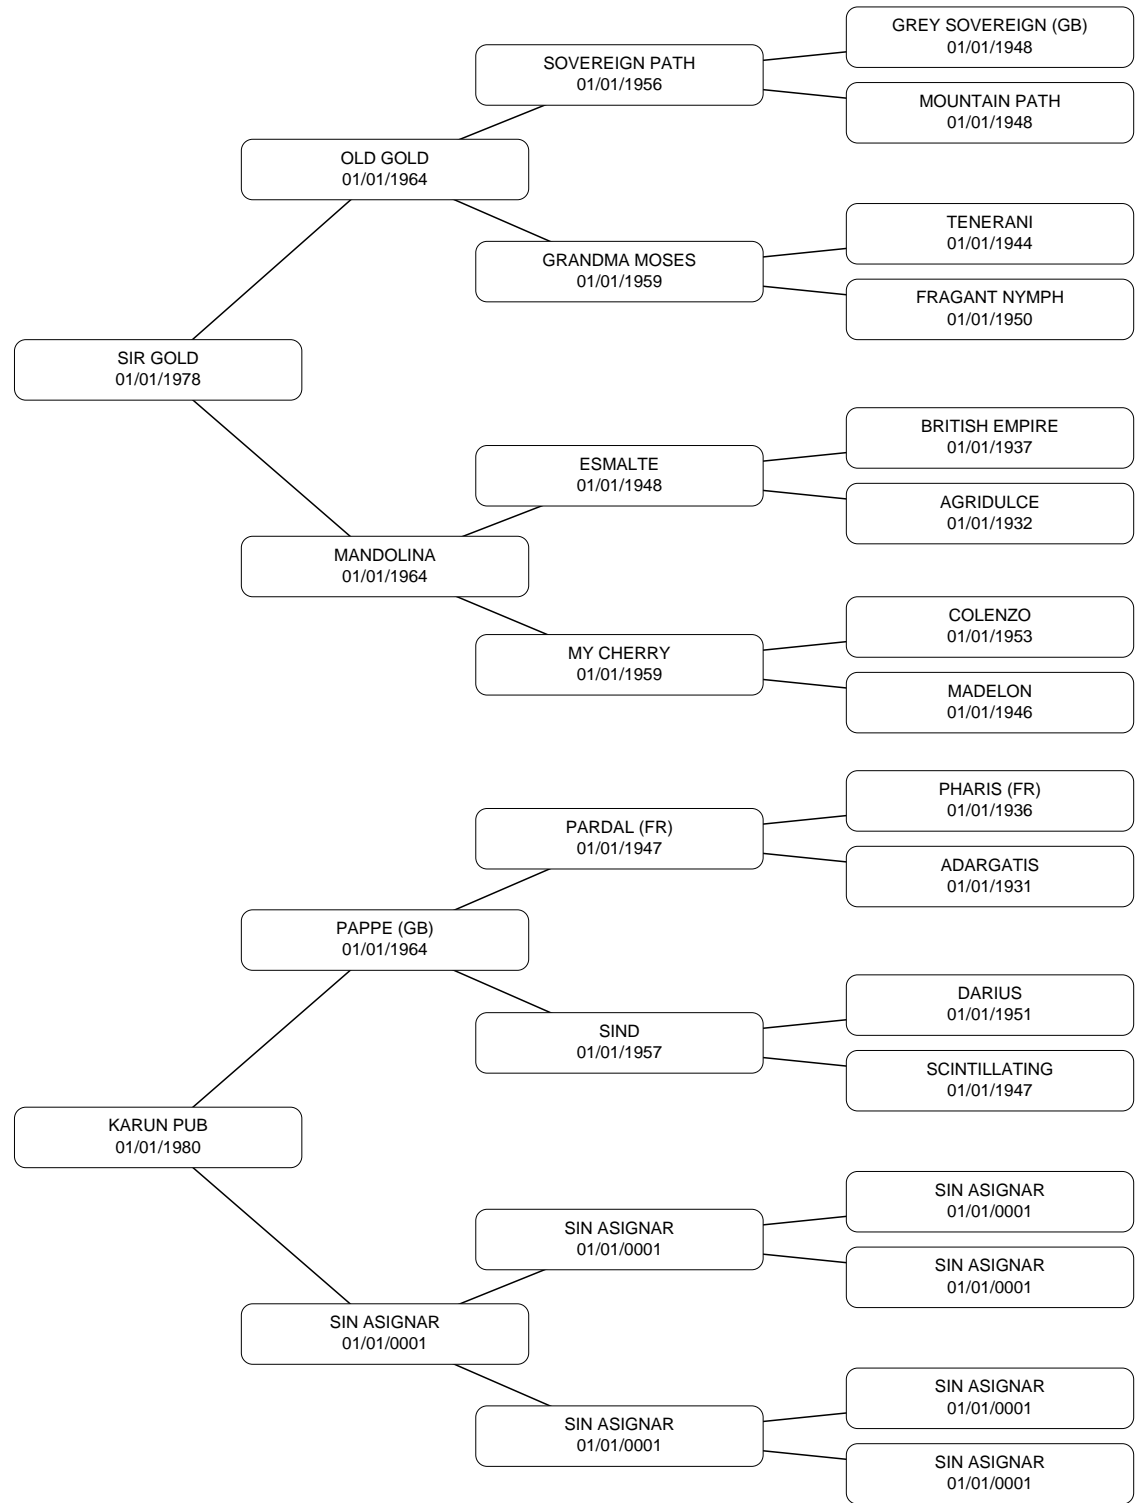 GREY SOVEREIGN (GB)
01/01/1948
SOVEREIGN PATH
01/01/1956
MOUNTAIN PATH
01/01/1948
OLD GOLD
01/01/1964
TENERANI
01/01/1944
GRANDMA MOSES
01/01/1959
FRAGANT NYMPH
01/01/1950
SIR GOLD
01/01/1978
BRITISH EMPIRE
01/01/1937
ESMALTE
01/01/1948
AGRIDULCE
01/01/1932
MANDOLINA
01/01/1964
COLENZO
01/01/1953
MY CHERRY
01/01/1959
MADELON
01/01/1946
PHARIS (FR)
01/01/1936
PARDAL (FR)
01/01/1947
ADARGATIS
01/01/1931
PAPPE (GB)
01/01/1964
DARIUS
01/01/1951
SIND
01/01/1957
SCINTILLATING
01/01/1947
KARUN PUB
01/01/1980
SIN ASIGNAR
01/01/0001
SIN ASIGNAR
01/01/0001
SIN ASIGNAR
01/01/0001
SIN ASIGNAR
01/01/0001
SIN ASIGNAR
01/01/0001
SIN ASIGNAR
01/01/0001
SIN ASIGNAR
01/01/0001